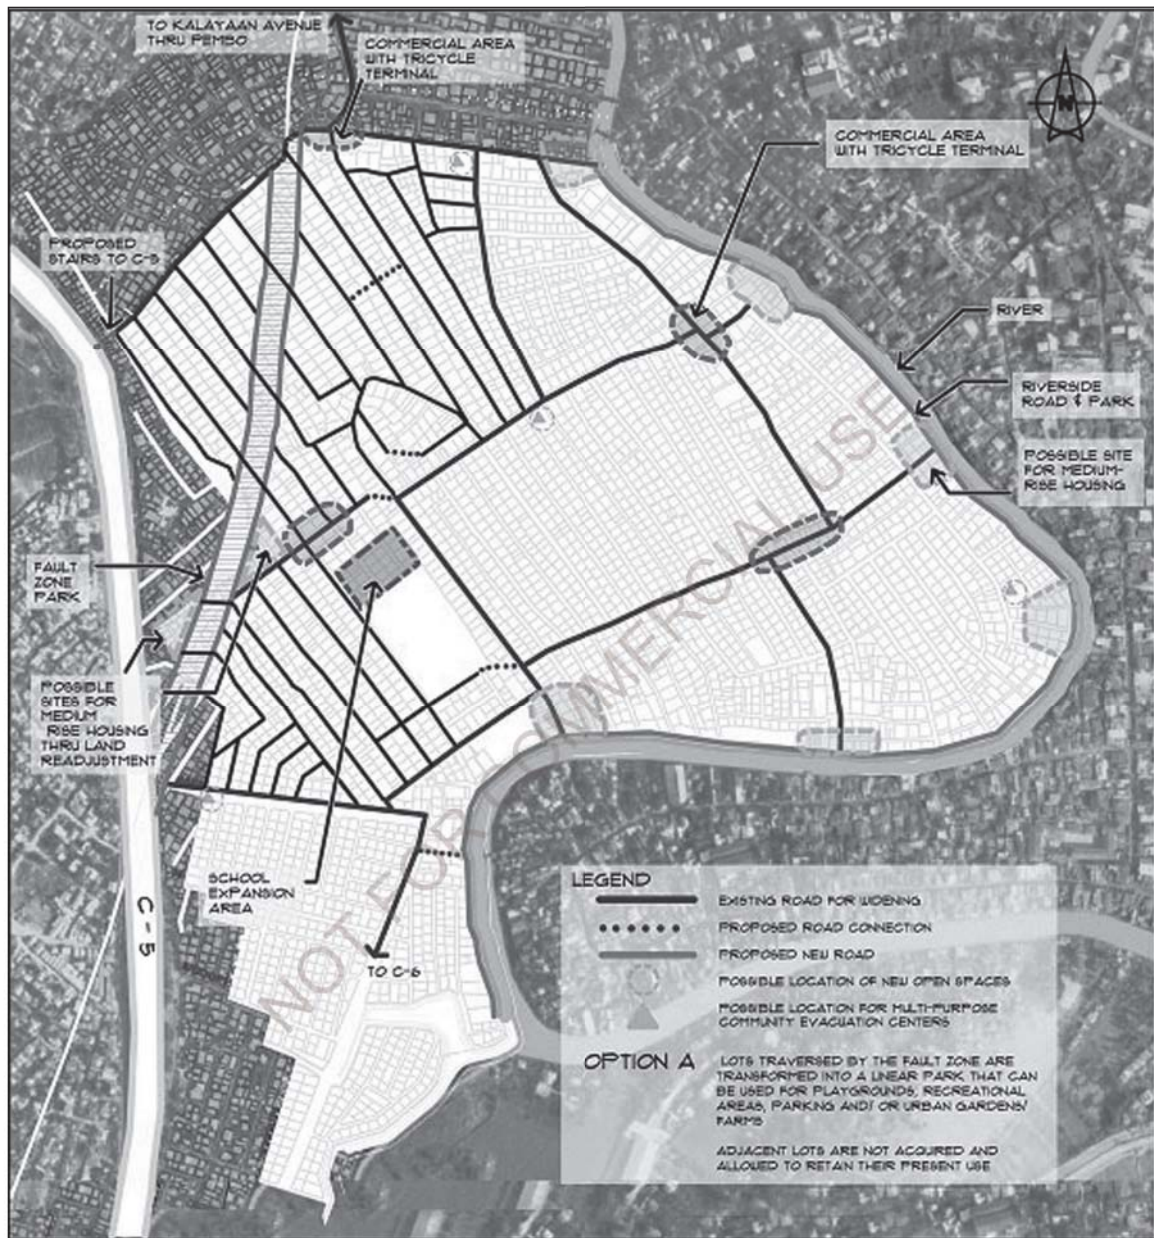 TO KALAYAAN AVENUE
THRU PEMBO
COMMERCIAL AREA
WITH TRICYCLE
TERMINAL
N
COMMERCIAL AREA
WITH TRICYCLE TERMINAL
PROPOSED
STAIRS TO C-5
RIVER
RIVERSIDE
ROAD & PARK
POSSIBLE SITE
FOR MEDIUM-
RISE HOUSING
FAULT
ZONE
PARK
POSSIBLE
SITES FOR
MEDIUM
RISE HOUSING
THRU LAND
READJUSTMENT
SCHOOL
EXPANSION
AREA
C-5
TO C-6
NOT FOR COMMERCIAL USE
LEGEND
EXISTING ROAD FOR WIDENING
PROPOSED ROAD CONNECTION
PROPOSED NEW ROAD
POSSIBLE LOCATION OF NEW OPEN SPACES
POSSIBLE LOCATION FOR MULTI-PURPOSE
COMMUNITY EVACUATION CENTERS
OPTION A
LOTS TRAVERSED BY THE FAULT ZONE ARE
TRANSFORMED INTO A LINEAR PARK THAT CAN
BE USED FOR PLAYGROUNDS, RECREATIONAL
AREAS, PARKING AND/ OR URBAN GARDENS/
FARMS
ADJACENT LOTS ARE NOT ACQUIRED AND
ALLOWED TO RETAN THEIR PRESENT USE